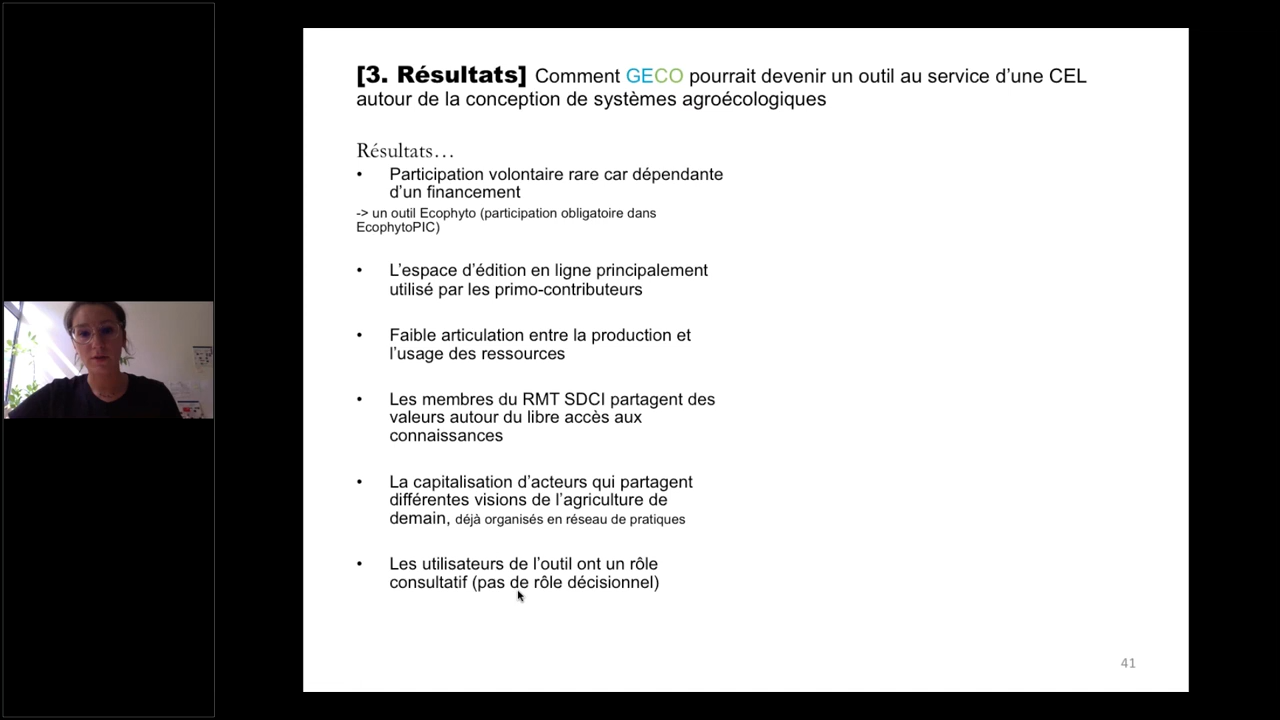 [3. Résultats] Comment GECO pourrait devenir un outil au service d’une CEL
autour de la conception de systèmes agroécologiques
Résultats…
• Participation volontaire rare car dépendante
d’un financement
-> un outil Ecophyto (participation obligatoire dans
EcophytoPIC)
• L’espace d’édition en ligne principalement
utilisé par les primo-contributeurs
• Faible articulation entre la production et
l’usage des ressources
• Les membres du RMT SDCI partagent des
valeurs autour du libre accès aux
connaissances
• La capitalisation d’acteurs qui partagent
différentes visions de l’agriculture de
demain, déjà organisés en réseau de pratiques
• Les utilisateurs de l’outil ont un rôle
consultatif (pas de rôle décisionnel)
41